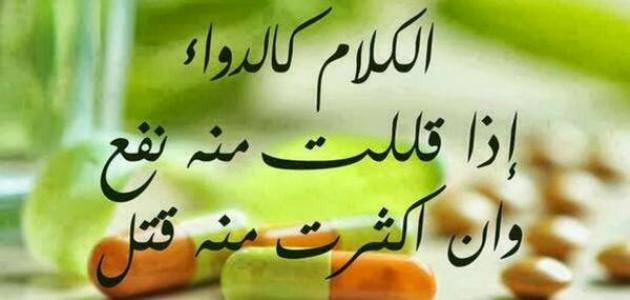 الكلام كالدواء
إذا قللت منه نفع
وان اكثرت منه قتل